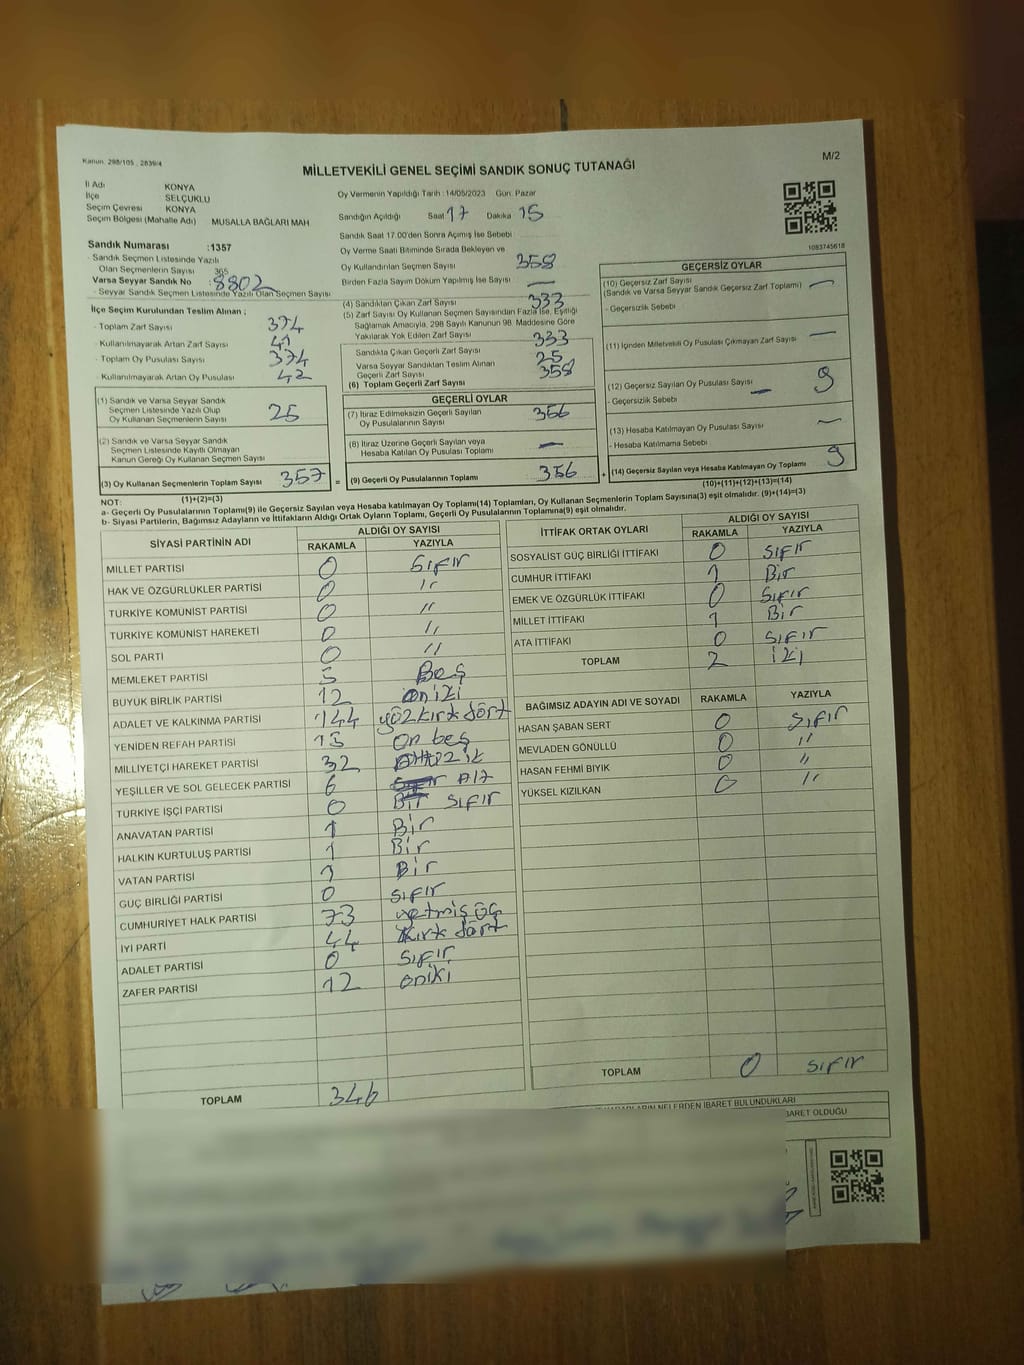 Kanun. 298/105 , 2839/4
M/2
MİLLETVEKİLİ GENEL SEÇİMİ SANDIK SONUÇ TUTANAĞI
İl Adı KONYA
İlçe SELÇUKLU
Seçim Çevresi KONYA
Seçim Bölgesi (Mahalle Adı) MUSALLA BAĞLARI MAH
Sandık Numarası :1357
- Sandık Seçmen Listesinde Yazılı
Olan Seçmenlerin Sayısı 365
Varsa Seyyar Sandık No : 8802
- Seyyar Sandık Seçmen Listesinde Yazılı Olan Seçmen Sayısı
İlçe Seçim Kurulundan Teslim Alınan ;
- Toplam Zarf Sayısı 374
- Kullanılmayarak Artan Zarf Sayısı 41
- Toplam Oy Pusulası Sayısı 374
- Kullanılmayarak Artan Oy Pusulası 42
(1) Sandık ve Varsa Seyyar Sandık
Seçmen Listesinde Yazılı Olup
Oy Kullanan Seçmenlerin Sayısı 25
(2) Sandık ve Varsa Seyyar Sandık
Seçmen Listesinde Kayıtlı Olmayan
Kanun Gereği Oy Kullanan Seçmen Sayısı
(3) Oy Kullanan Seçmenlerin Toplam Sayısı 357 =
Oy Vermenin Yapıldığı Tarih : 14/05/2023 Gün: Pazar
Sandığın Açıldığı Saat 17 Dakika 15
Sandık Saat 17.00'den Sonra Açımış İse Sebebi
Oy Verme Saati Bitiminde Sırada Bekleyen ve
Oy Kullandırılan Seçmen Sayısı 358
Birden Fazla Sayım Döküm Yapılmış İse Sayısı —
(4) Sandıktan Çıkan Zarf Sayısı 333
(5) Zarf Sayısı Oy Kullanan Seçmen Sayısından Fazla İse, Eşitliği
Sağlamak Amacıyla, 298 Sayılı Kanunun 98. Maddesine Göre
Yakılarak Yok Edilen Zarf Sayısı 333
Sandıkta Çıkan Geçerli Zarf Sayısı 25
Varsa Seyyar Sandıktan Teslim Alınan
Geçerli Zarf Sayısı 358
(6) Toplam Geçerli Zarf Sayısı
GEÇERLİ OYLAR
(7) İtiraz Edilmeksizin Geçerli Sayılan
Oy Pusulalarının Sayısı 356
(8) İtiraz Üzerine Geçerli Sayılan veya
Hesaba Katılan Oy Pusulası Toplamı —
(9) Geçerli Oy Pusulalarının Toplamı 356 +
1083745618
GEÇERSİZ OYLAR
(10) Geçersiz Zarf Sayısı
(Sandık ve Varsa Seyyar Sandık Geçersiz Zarf Toplamı) —
- Geçersizlik Sebebi
(11) İçinden Milletvekili Oy Pusulası Çıkmayan Zarf Sayısı —
(12) Geçersiz Sayılan Oy Pusulası Sayısı 9
- Geçersizlik Sebebi —
(13) Hesaba Katılmayan Oy Pusulası Sayısı —
- Hesaba Katılmama Sebebi
(14) Geçersiz Sayılan veya Hesaba Katılmayan Oy Toplamı 9
(10)+(11)+(12)+(13)=(14)
NOT: (1)+(2)=(3)
a- Geçerli Oy Pusulalarının Toplamı(9) ile Geçersiz Sayılan veya Hesaba katılmayan Oy Toplamı(14) Toplamları, Oy Kullanan Seçmenlerin Toplam Sayısına(3) eşit olmalıdır. (9)+(14)=(3)
b- Siyasi Partilerin, Bağımsız Adayların ve İttifakların Aldığı Ortak Oyların Toplamı, Geçerli Oy Pusulalarının Toplamına(9) eşit olmalıdır.
SİYASİ PARTİNİN ADI ALDIĞI OY SAYISI
RAKAMLA YAZIYLA
MİLLET PARTİSİ 0 Sıfır
HAK VE ÖZGÜRLÜKLER PARTİSİ 0 "
TÜRKİYE KOMÜNİST PARTİSİ 0 "
TÜRKİYE KOMÜNİST HAREKETİ 0 "
SOL PARTİ 0 "
MEMLEKET PARTİSİ 5 Beş
BÜYÜK BİRLİK PARTİSİ 12 oniki
ADALET VE KALKINMA PARTİSİ 144 yüzkırk dört
YENİDEN REFAH PARTİSİ 15 on beş
MİLLİYETÇİ HAREKET PARTİSİ 32
YEŞİLLER VE SOL GELECEK PARTİSİ 6 Altı
TÜRKİYE İŞÇİ PARTİSİ 0 Bir sıfır
ANAVATAN PARTİSİ 1 Bir
HALKIN KURTULUŞ PARTİSİ 1 Bir
VATAN PARTİSİ 1 Bir
GÜÇ BİRLİĞİ PARTİSİ 0 sıfır
CUMHURİYET HALK PARTİSİ 73 yetmiş üç
İYİ PARTİ 44 Kırk dört
ADALET PARTİSİ 0 sıfır
ZAFER PARTİSİ 12 oniki
TOPLAM 346
İTTİFAK ORTAK OYLARI ALDIĞI OY SAYISI
RAKAMLA YAZIYLA
SOSYALİST GÜÇ BİRLİĞİ İTTİFAKI 0 sıfır
CUMHUR İTTİFAKI 1 Bir
EMEK VE ÖZGÜRLÜK İTTİFAKI 0 Sıfır
MİLLET İTTİFAKI 1 Bir
ATA İTTİFAKI 0 Sıfır
TOPLAM 2 iki
BAĞIMSIZ ADAYIN ADI VE SOYADI RAKAMLA YAZIYLA
HASAN ŞABAN SERT 0 Sıfır
MEVLADEN GÖNÜLLÜ 0 "
HASAN FEHMİ BIYIK 0 "
YÜKSEL KIZILKAN 0 "
TOPLAM 0 sıfır
NELERDEN İBARET BULUNDUKLARI
İBARET OLDUĞU